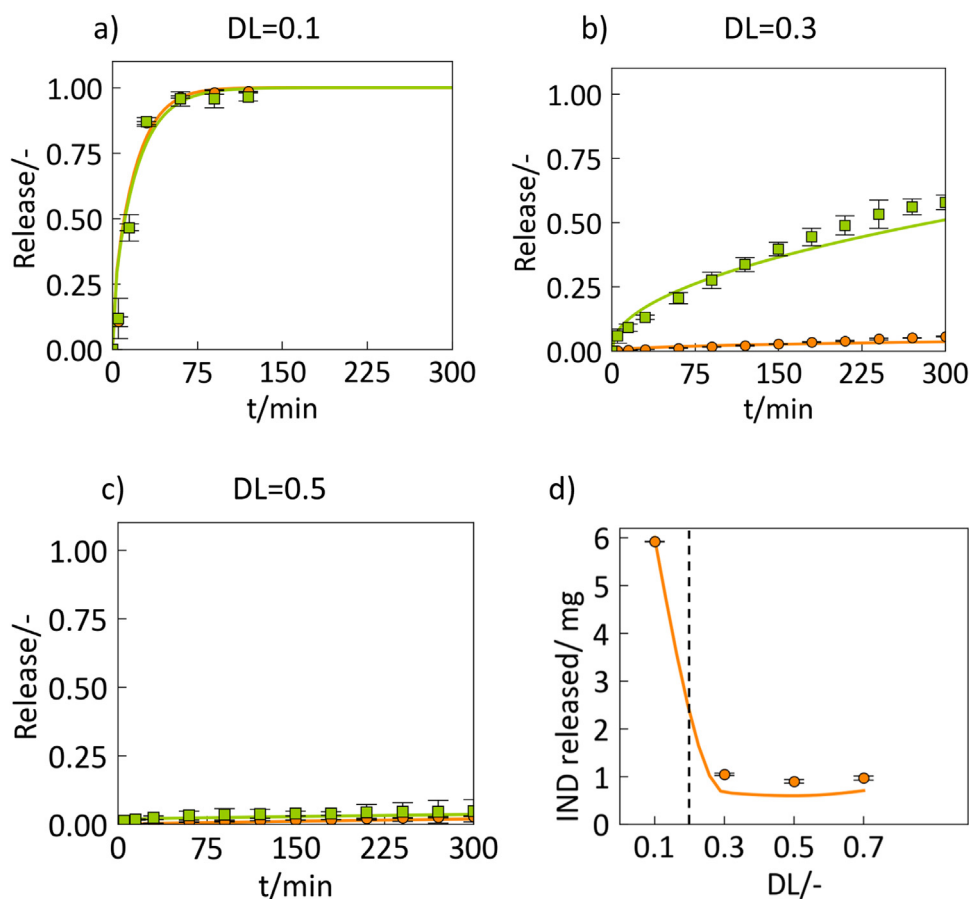 a) DL=0.1
1.00
0.75
0.50
0.25
0.00
Release/-
0 75 150 225 300
t/min
b) DL=0.3
1.00
0.75
0.50
0.25
0.00
Release/-
0 75 150 225 300
t/min
c) DL=0.5
1.00
0.75
0.50
0.25
0.00
Release/-
0 75 150 225 300
t/min
d)
6
5
4
3
2
1
0
IND released/ mg
0.1 0.3 0.5 0.7
DL/-